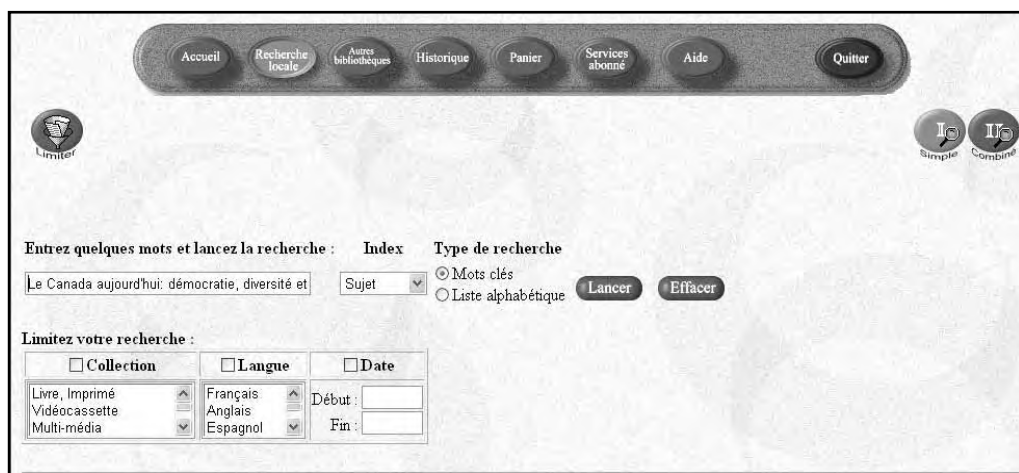 Accueil
Recherche locale
Autres bibliothèques
Historique
Panier
Services abonné
Aide
Quitter
Limiter
Simple
Combiné
Entrez quelques mots et lancez la recherche : Index Type de recherche
Le Canada aujourd'hui: démocratie, diversité et Sujet Mots clés
Liste alphabétique
Lancer Effacer
Limitez votre recherche :
Collection Langue Date
Livre, Imprimé Français Début :
Vidéocassette Anglais
Multi-média Espagnol Fin :